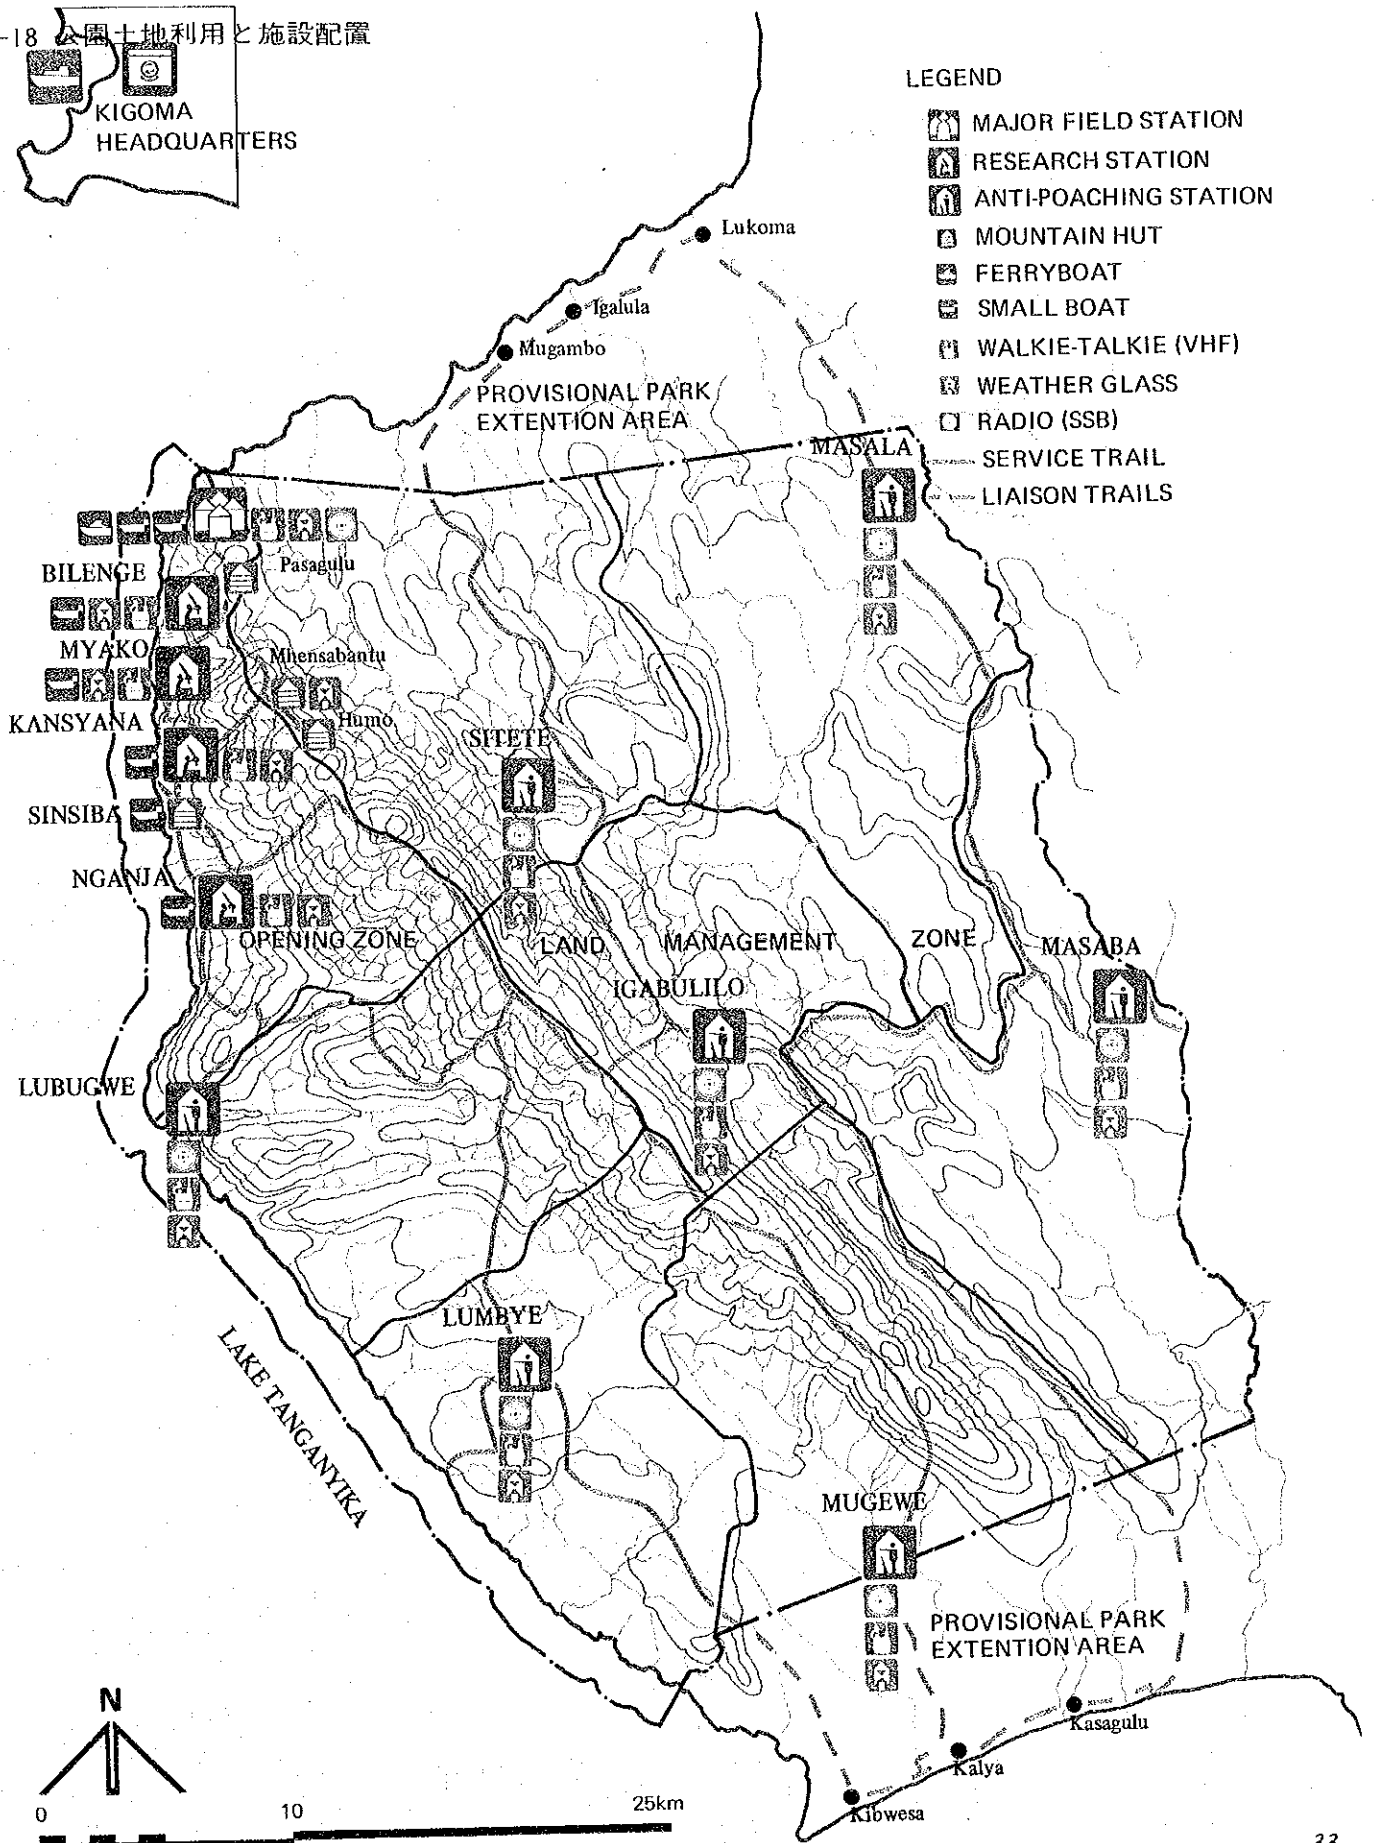 -18 公園土地利用と施設配置
KIGOMA
HEADQUARTERS
LEGEND
MAJOR FIELD STATION
RESEARCH STATION
ANTI-POACHING STATION
MOUNTAIN HUT
FERRYBOAT
SMALL BOAT
WALKIE-TALKIE (VHF)
WEATHER GLASS
RADIO (SSB)
SERVICE TRAIL
LIAISON TRAILS
Lukoma
Igalula
Mugambo
PROVISIONAL PARK
EXTENTION AREA
MASALA
Pasagulu
BILENGE
MYAKO
Mhensabantu
KANSYANA
Humo
SITETE
SINSIBA
NGANJA
OPENING ZONE
LAND MANAGEMENT ZONE
MASABA
IGABULILO
LUBUGWE
LUMBYE
LAKE TANGANYIKA
MUGEWE
PROVISIONAL PARK
EXTENTION AREA
Kasagulu
Kalya
Kibwesa
N
0 10 25km
33